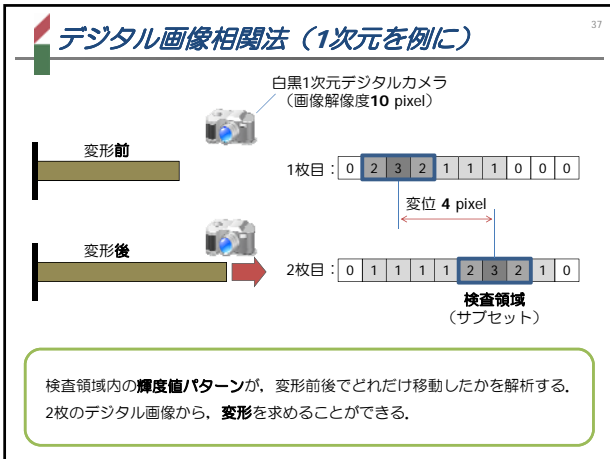 37
デジタル画像相関法（1次元を例に）
白黒1次元デジタルカメラ
（画像解像度10 pixel）
変形前
1枚目：0 2 3 2 1 1 1 0 0 0
変位 4 pixel
変形後
2枚目：0 1 1 1 1 2 3 2 1 0
検査領域
（サブセット）
検査領域内の輝度値パターンが，変形前後でどれだけ移動したかを解析する．
2枚のデジタル画像から，変形を求めることができる．